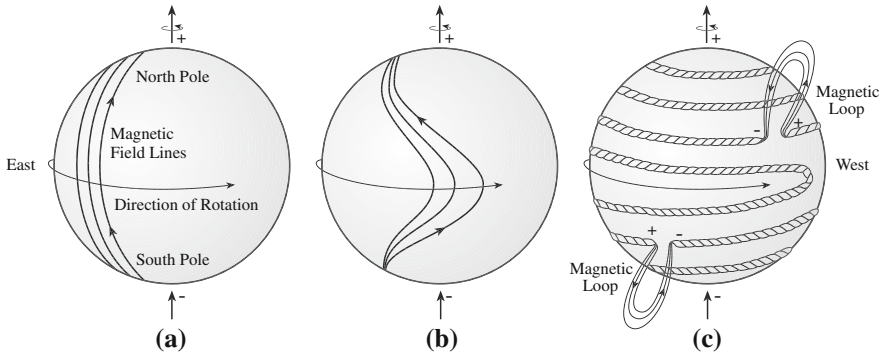 +
North Pole
Magnetic
Field Lines
East
Direction of Rotation
South Pole
-
(a)
+
-
(b)
+
Magnetic
Loop
-
+
West
+
-
Magnetic
Loop
-
(c)